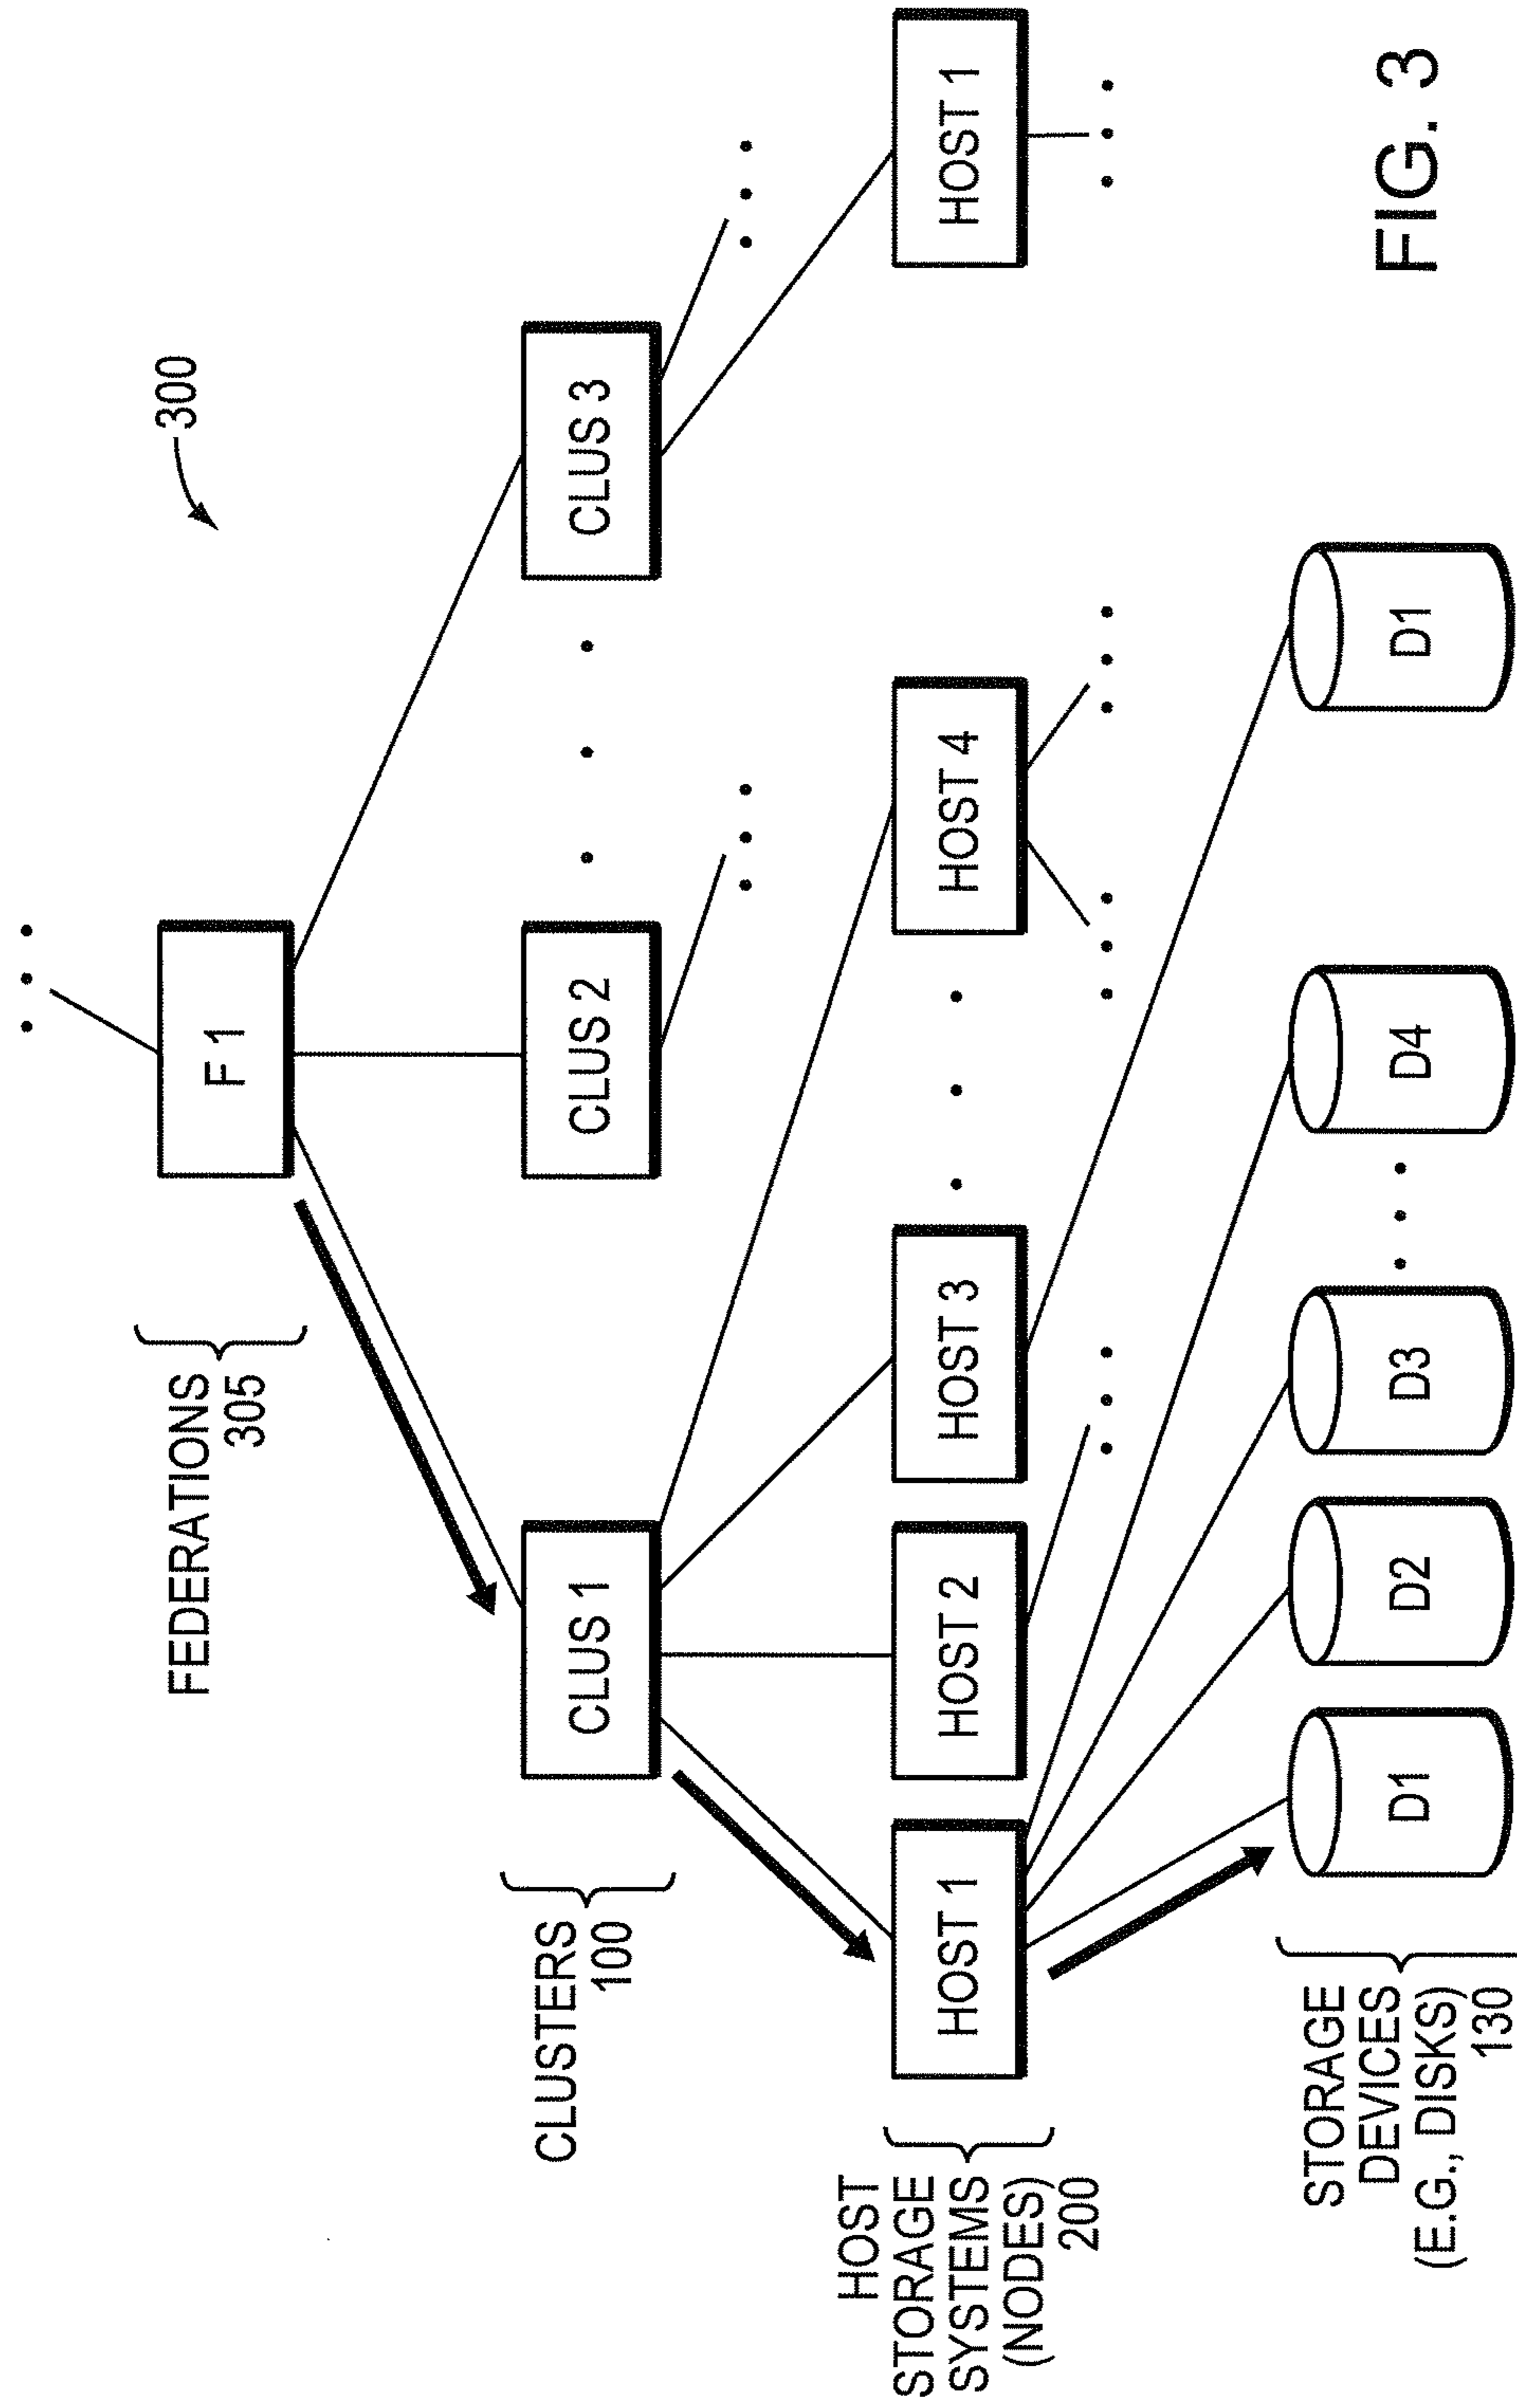 300
FEDERATIONS
305
F 1
CLUSTERS
100
CLUS 1
CLUS 2
CLUS 3
HOST
STORAGE
SYSTEMS
(NODES)
200
HOST 1
HOST 2
HOST 3
HOST 4
HOST 1
STORAGE
DEVICES
(E.G., DISKS)
130
D1
D2
D3
D4
D1
FIG. 3